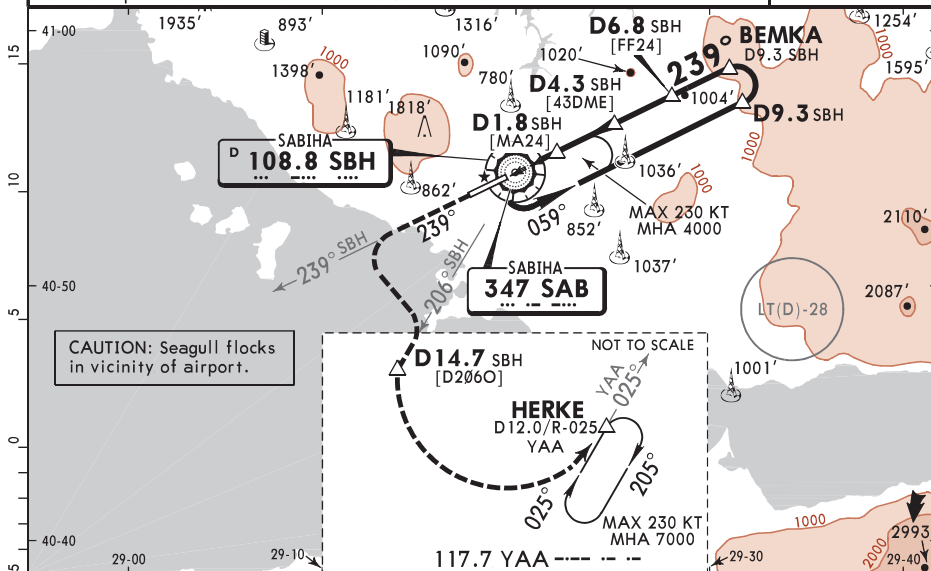 1935'
893'
1316'
D6.8 SBH
[FF24]
BEMKA
D9.3 SBH
1000
1254'
41-00
15
1000
1398'
1090'
1020'
239°
1595'
780'
D4.3 SBH
[43DME]
1004'
1181'
1818'
D1.8 SBH
[MA24]
D9.3 SBH
1000
SABIHA
D 108.8 SBH
862'
1036'
1000
10
239°
059°
852'
MAX 230 KT
MHA 4000
2110'
239° SBH
206° SBH
1037'
SABIHA
347 SAB
40-50
2087'
5
LT(D)-28
CAUTION: Seagull flocks
in vicinity of airport.
NOT TO SCALE
D14.7 SBH
[D206O]
YAA
025°
1001'
HERKE
D12.0/R-025
YAA
0
025°
205°
MAX 230 KT
MHA 7000
1000
2993
2000
40-40
5
29-00
29-10
117.7 YAA
29-30
29-40